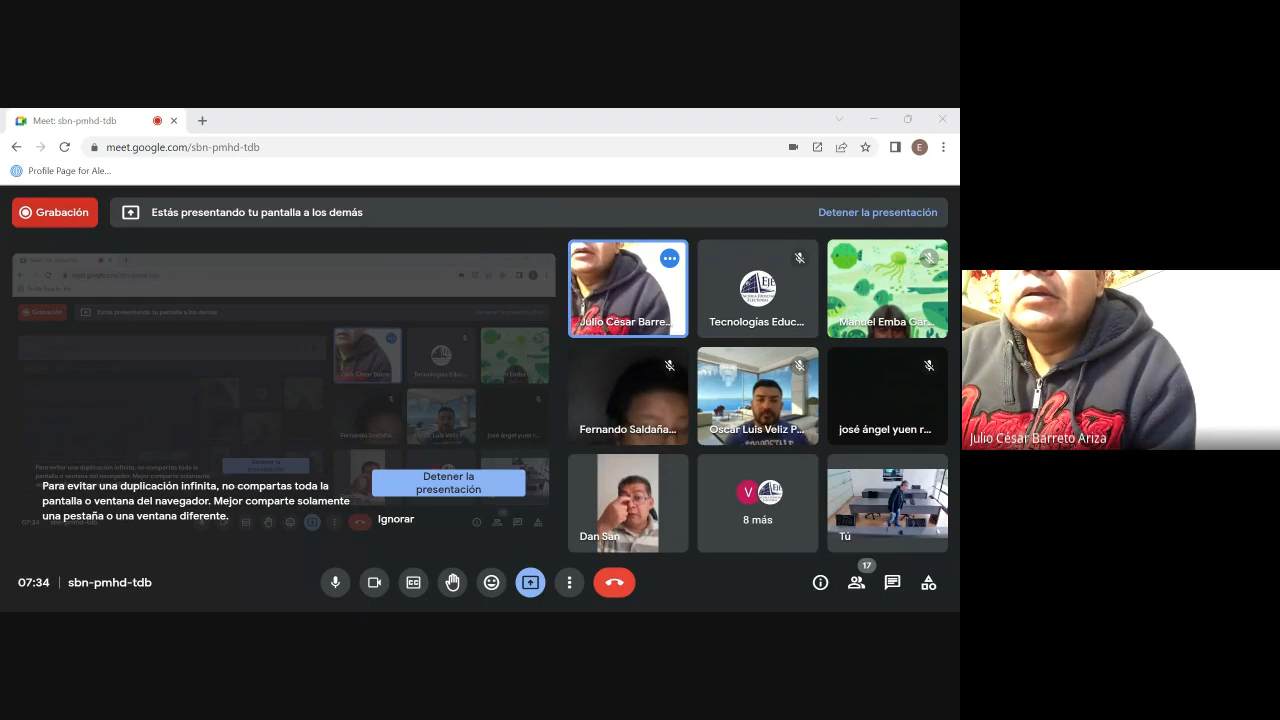 Meet: sbn-pmhd-tdb
meet.google.com/sbn-pmhd-tdb
E
Profile Page for Ale...
Grabación
Estás presentando tu pantalla a los demás
Detener la presentación
Julio César Barre...
EJE
Tecnologias Educ...
Manuel Emba Gar...
Fernando Saldaña...
Oscar Luis Veliz P...
josé ángel yuen r...
Julio César Barreto Ariza
Detener la
presentación
Para evitar una duplicación infinita, no compartas toda la
pantalla o ventana del navegador. Mejor comparte solamente
una pestaña o una ventana diferente.
Ignorar
Dan San
V
8 más
Tú
07:34 | sbn-pmhd-tdb
17